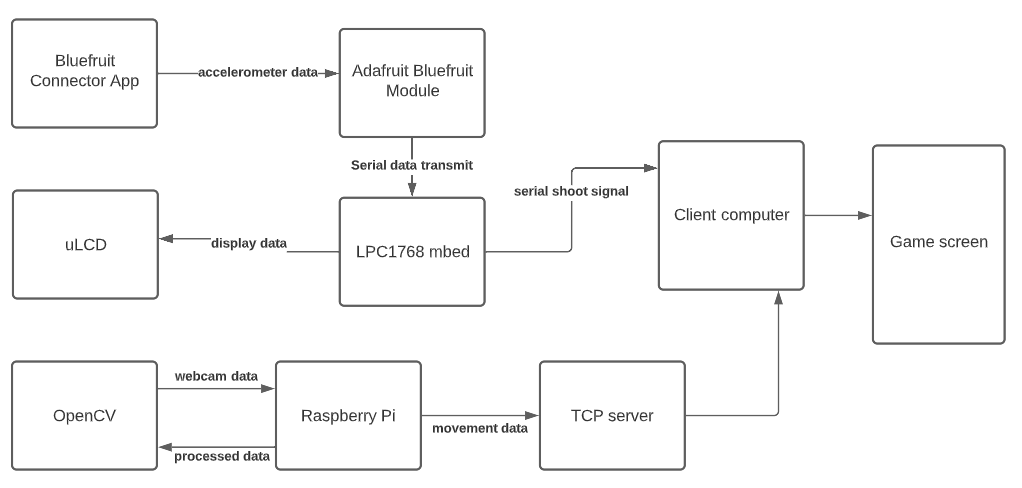 Bluefruit
Connector App
accelerometer data
Adafruit Bluefruit
Module
Serial data transmit
serial shoot signal
Client computer
Game screen
uLCD
display data
LPC1768 mbed
OpenCV
webcam data
processed data
Raspberry Pi
movement data
TCP server